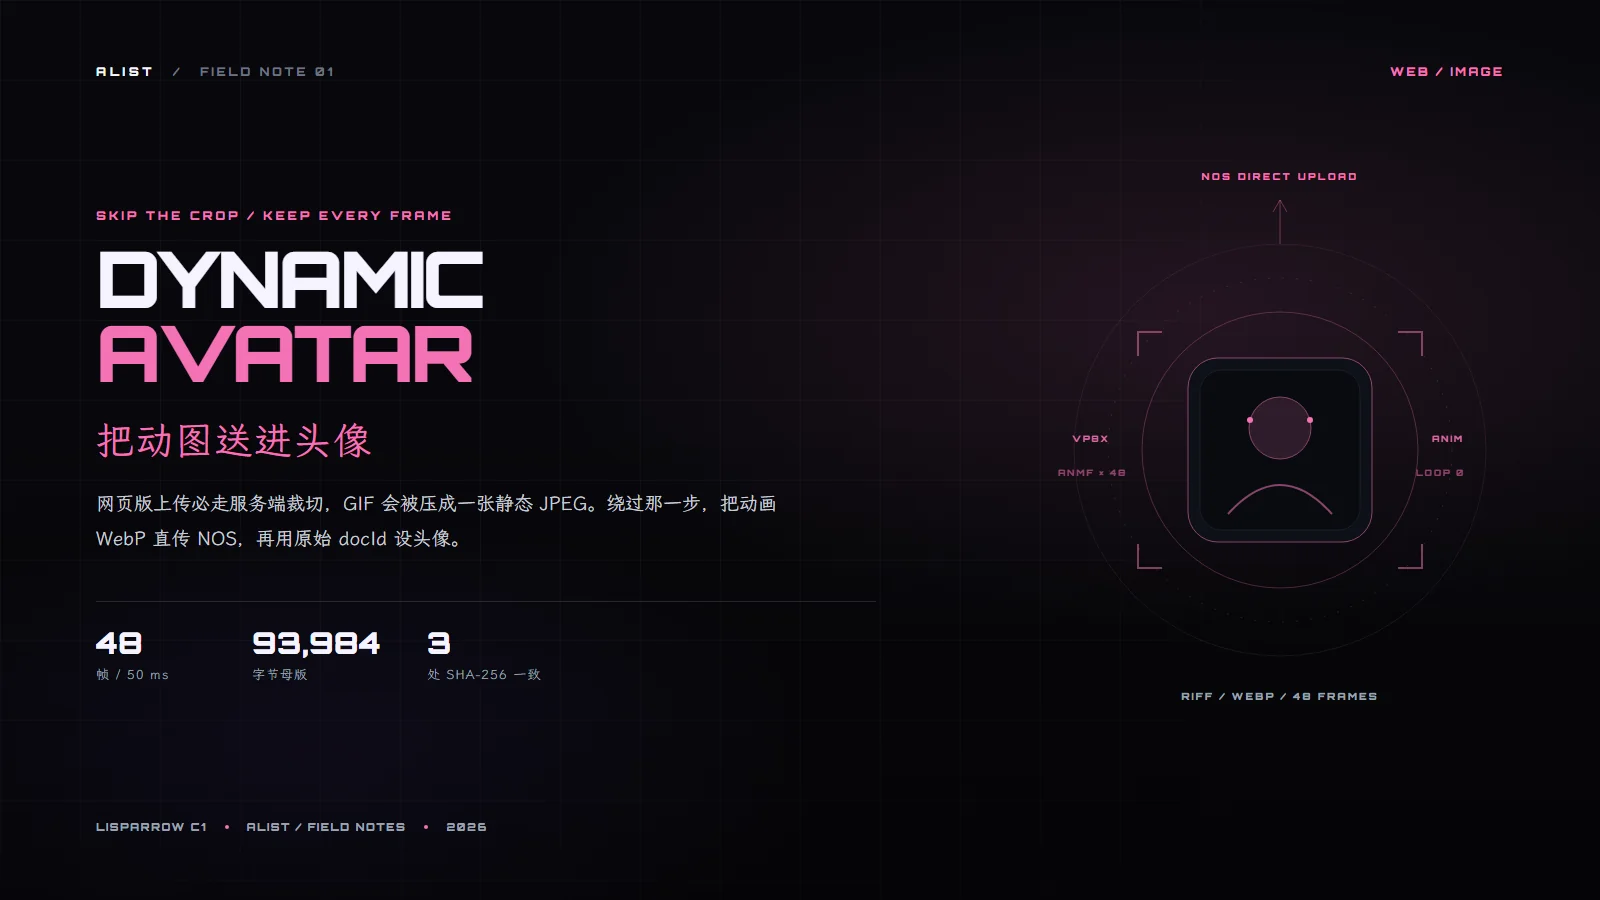 ALIST / FIELD NOTE 01
WEB / IMAGE
SKIP THE CROP / KEEP EVERY FRAME
DYNAMIC
AVATAR
把动图送进头像
网页版上传必走服务端裁切，GIF 会被压成一张静态 JPEG。绕过那一步，把动画
WebP 直传 NOS，再用原始 docId 设头像。
48
帧 / 50 ms
93,984
字节母版
3
处 SHA-256 一致
NOS DIRECT UPLOAD
VP8X
ANMF × 48
ANIM
LOOP 0
RIFF / WEBP / 48 FRAMES
LISPARROW C1 • ALIST / FIELD NOTES • 2026